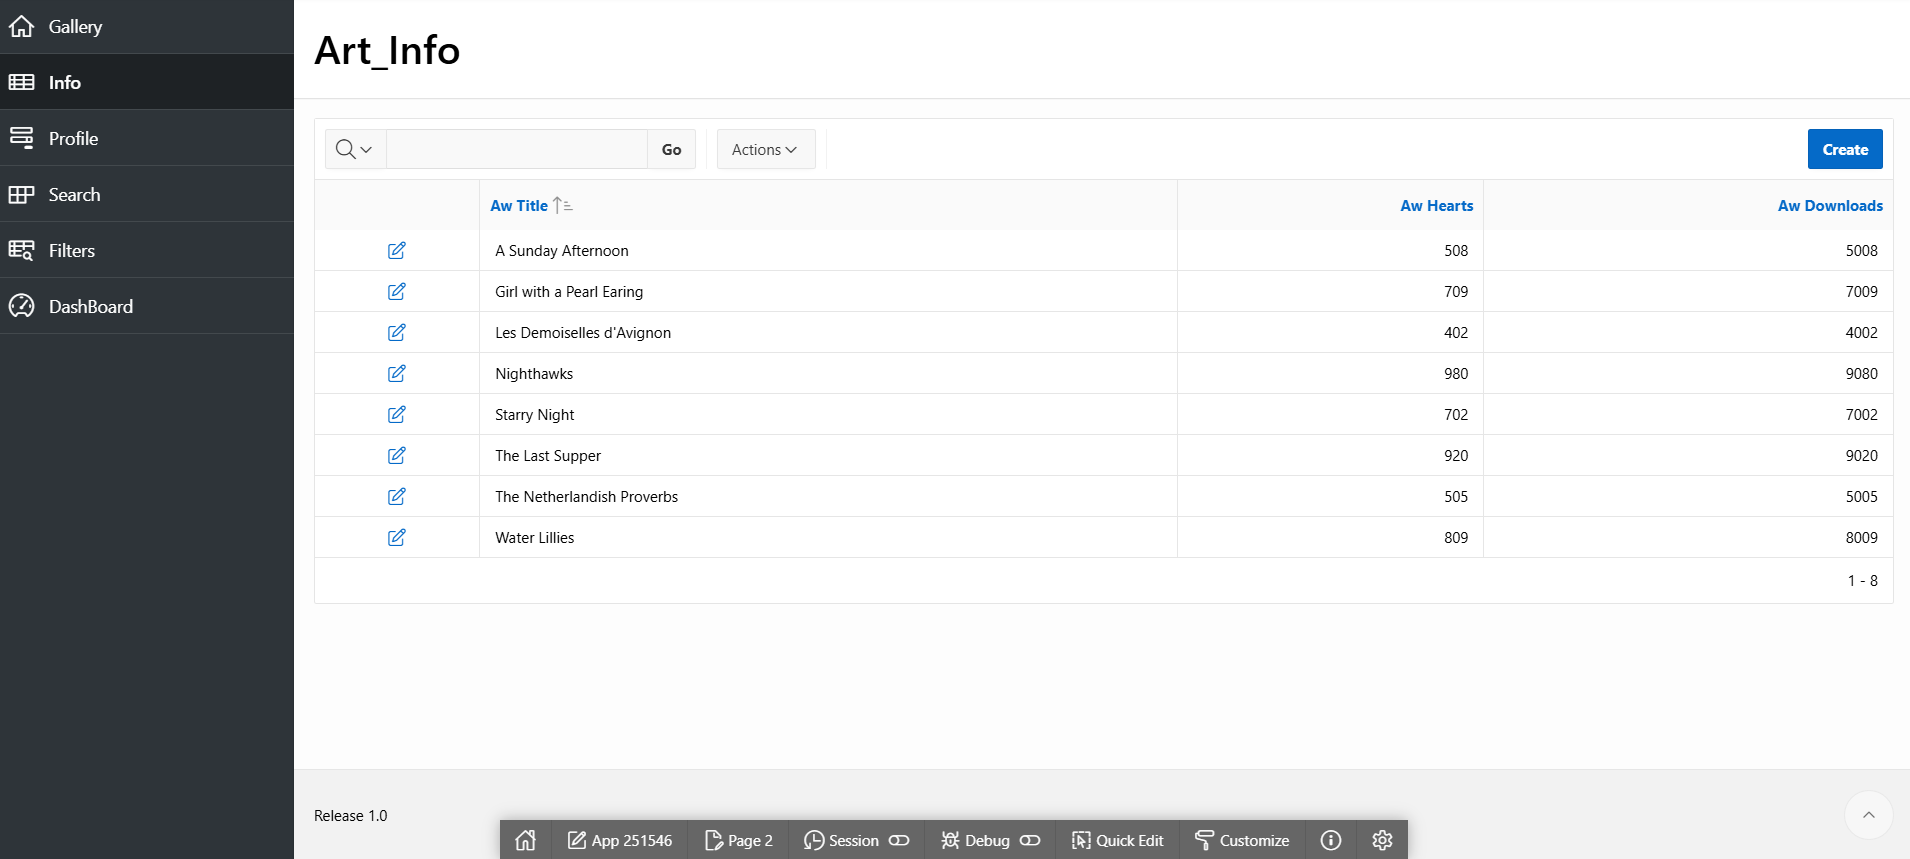 Gallery
Info
Profile
Search
Filters
DashBoard
Art_Info
Go
Actions
Create
Aw Title Aw Hearts Aw Downloads
A Sunday Afternoon 508 5008
Girl with a Pearl Earing 709 7009
Les Demoiselles d'Avignon 402 4002
Nighthawks 980 9080
Starry Night 702 7002
The Last Supper 920 9020
The Netherlandish Proverbs 505 5005
Water Lillies 809 8009
1 - 8
Release 1.0
App 251546 Page 2 Session Debug Quick Edit Customize